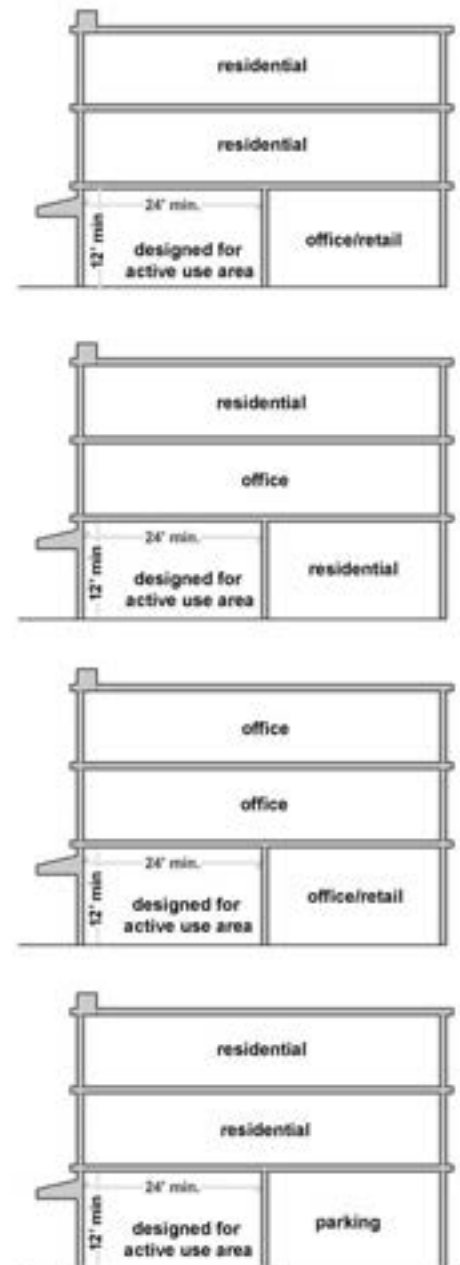 residential
residential
24' min.
12' min
designed for
active use area
office/retail
residential
office
24' min.
12' min
designed for
active use area
residential
office
office
24' min.
12' min
designed for
active use area
office/retail
residential
residential
24' min.
12' min
designed for
active use area
parking